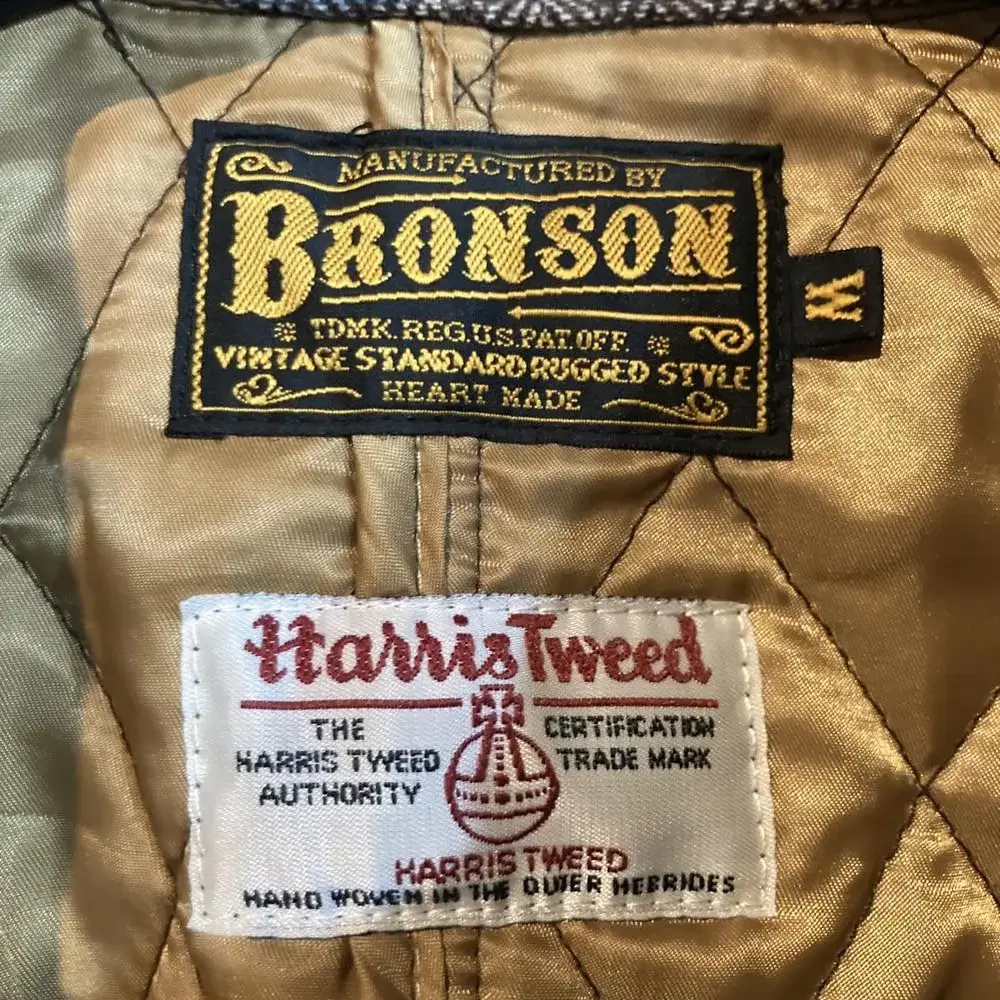 MANUFACTURED BY
BRONSON
TDMK.REG.U.S.PAT.OFF.
VINTAGE STANDARD RUGGED STYLE
HEART MADE
M
Harris Tweed
THE
HARRIS TWEED
AUTHORITY
CERTIFICATION
TRADE MARK
HARRIS TWEED
HAND WOVEN IN THE OUTER HEBRIDES